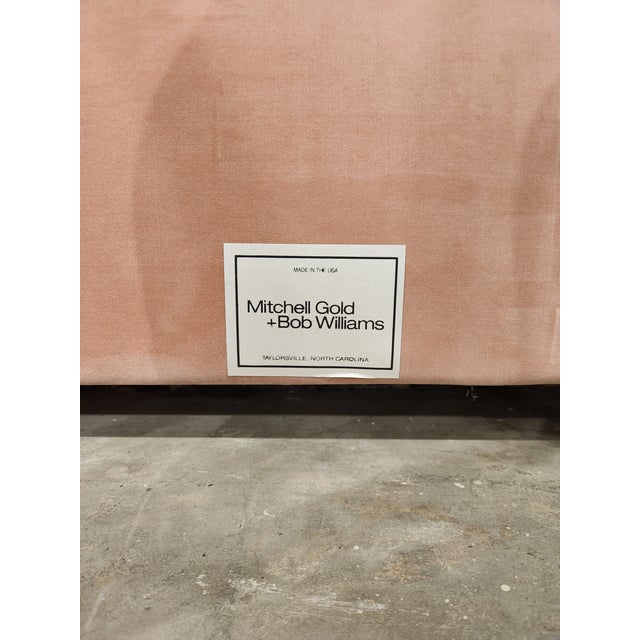 MADE IN THE USA
Mitchell Gold
+Bob Williams
TAYLORSVILLE, NORTH CAROLINA